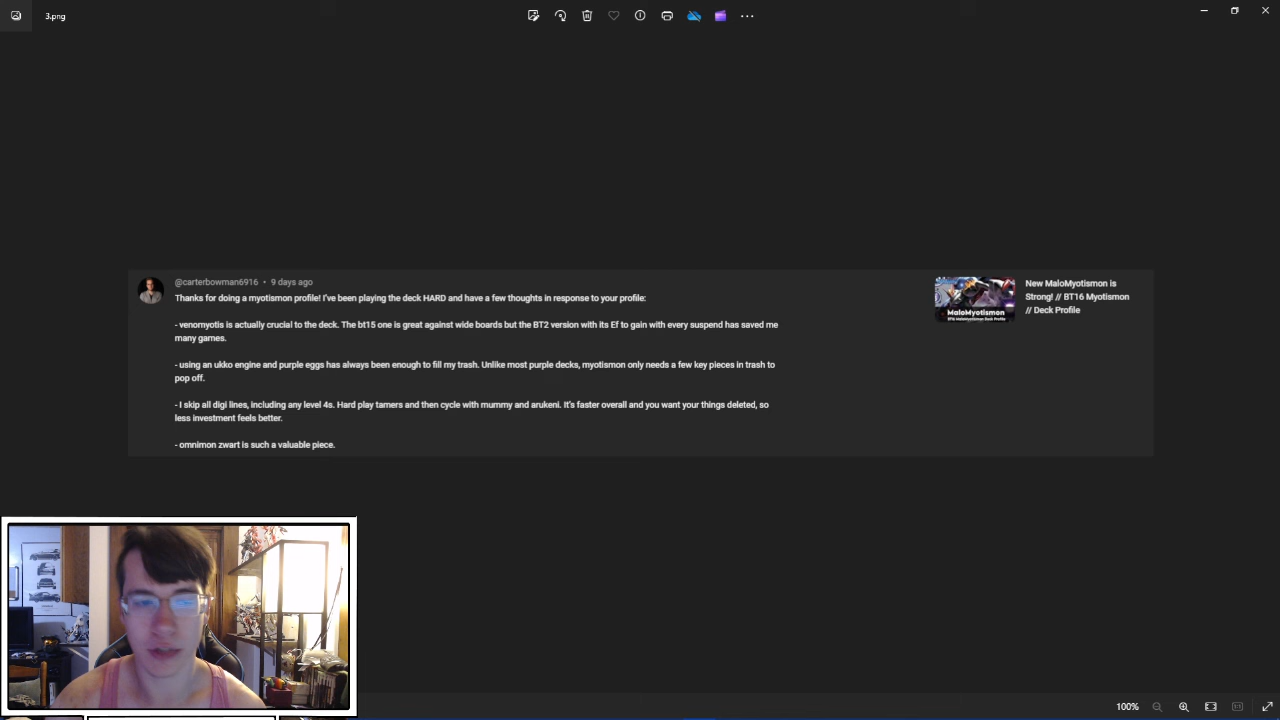 3.png
@carterbowman6916 • 9 days ago
Thanks for doing a myotismon profile! I've been playing the deck HARD and have a few thoughts in response to your profile:
- venomyotis is actually crucial to the deck. The bt15 one is great against wide boards but the BT2 version with its Ef to gain with every suspend has saved me
many games.
- using an ukko engine and purple eggs has always been enough to fill my trash. Unlike most purple decks, myotismon only needs a few key pieces in trash to
pop off.
- I skip all digi lines, including any level 4s. Hard play tamers and then cycle with mummy and arukeni. It's faster overall and you want your things deleted, so
less investment feels better.
- omnimon zwart is such a valuable piece.
MaloMyotismon
BT16 MaloMyotismon Deck Profile
New MaloMyotismon is
Strong! // BT16 Myotismon
// Deck Profile
100%